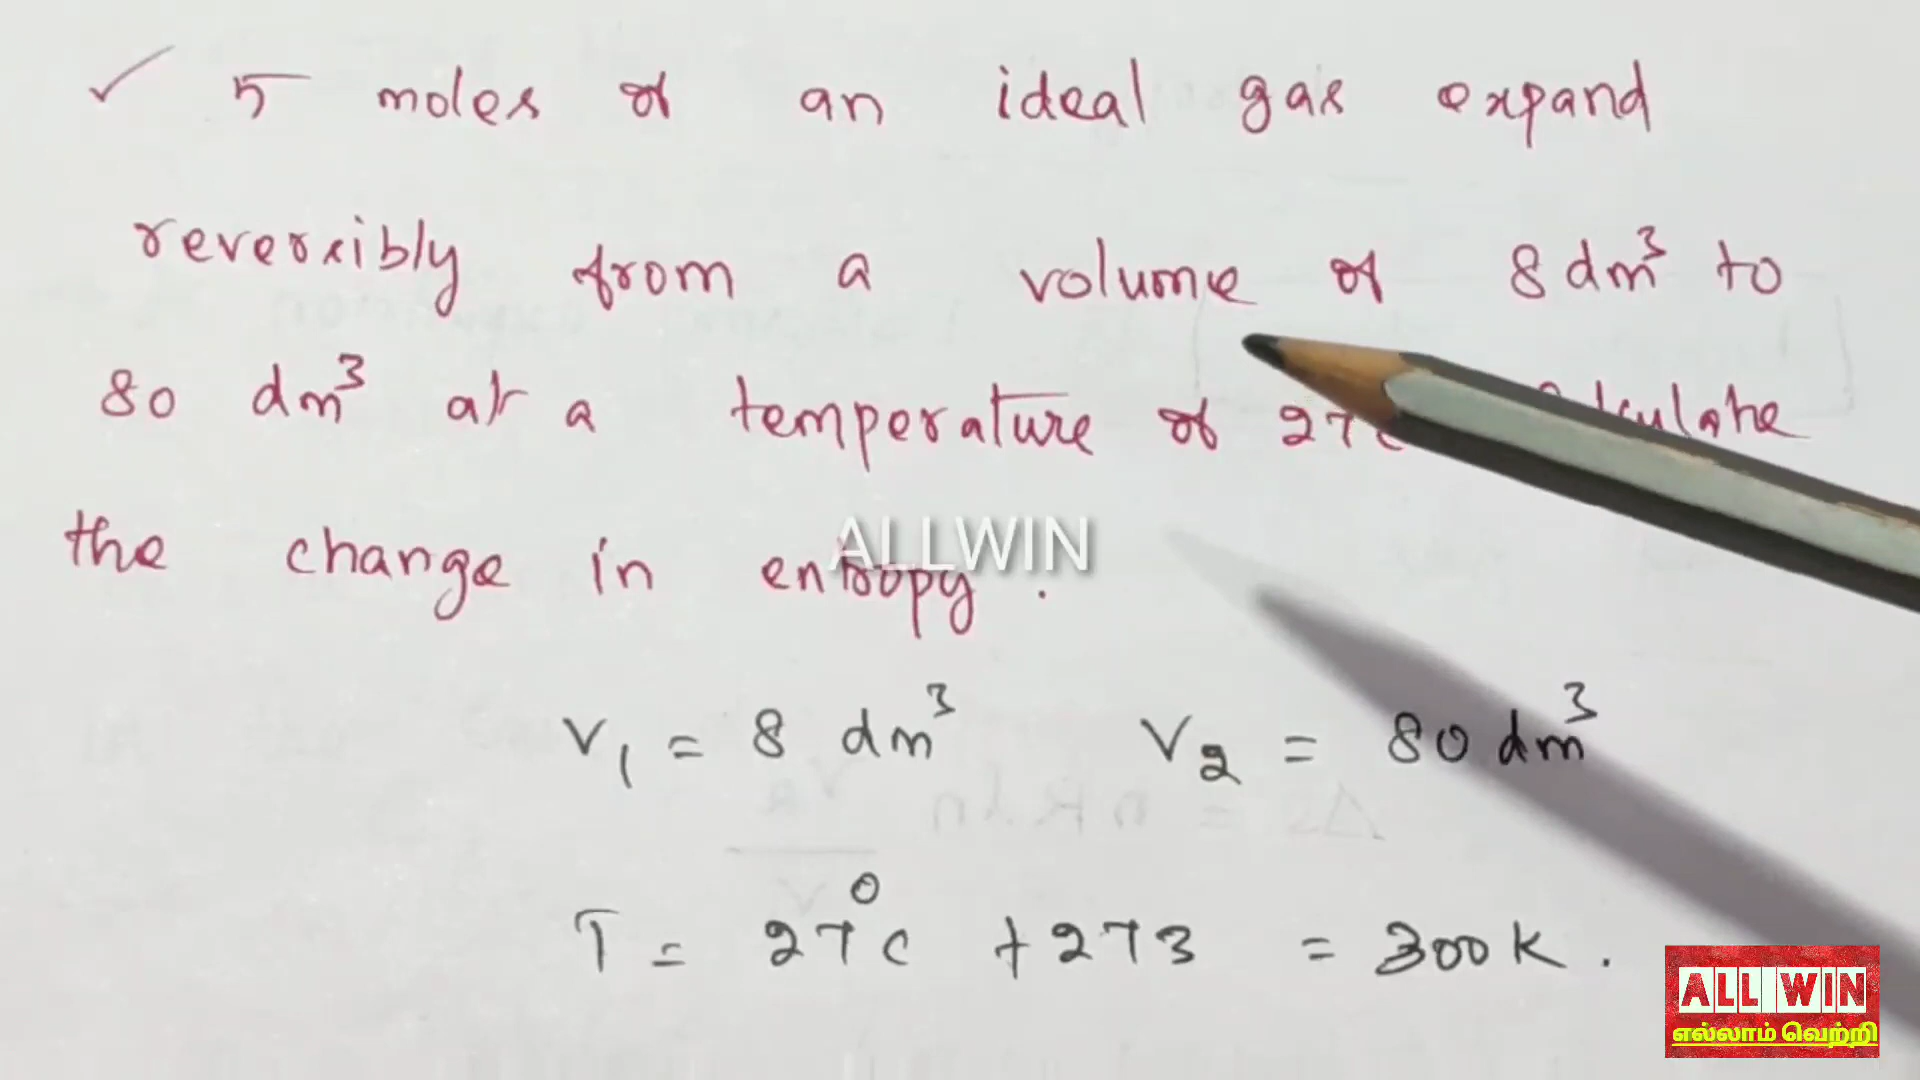 ✓ 5 moles of an ideal gas expand
reversibly from a volume of 8 dm³ to
80 dm³ at a temperature of 27
the change in entropy.
ALLWIN
V₁ = 8 dm³ V₂ = 80 dm³
T = 27°C + 273 = 300 K.
ALL WIN
எல்லாம் வெற்றி